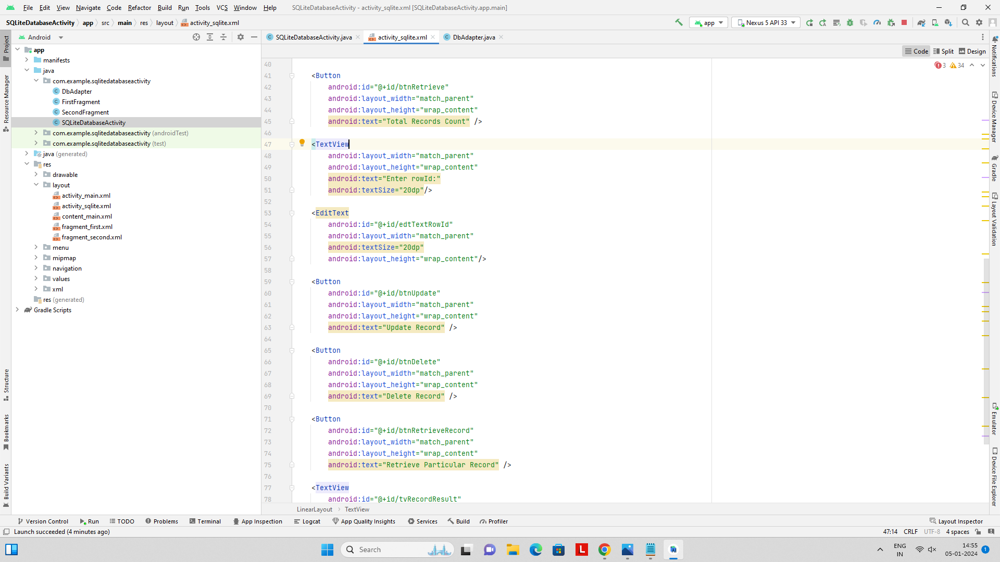 File Edit View Navigate Code Refactor Build Run Tools VCS Window Help SQLiteDatabaseActivity - activity_sqlite.xml [SQLiteDatabaseActivity.app.main]
SQLiteDatabaseActivity app src main res layout activity_sqlite.xml app Nexus 5 API 33
Android SQLiteDatabaseActivity.java activity_sqlite.xml DbAdapter.java
Code Split Design
3 34
Project
Resource Manager
Structure
Bookmarks
Build Variants
app
manifests
java
com.example.sqlitedatabaseactivity
DbAdapter
FirstFragment
SecondFragment
SQLiteDatabaseActivity
com.example.sqlitedatabaseactivity (androidTest)
com.example.sqlitedatabaseactivity (test)
java (generated)
res
drawable
layout
activity_main.xml
activity_sqlite.xml
content_main.xml
fragment_first.xml
fragment_second.xml
menu
mipmap
navigation
values
xml
res (generated)
Gradle Scripts
40
41 <Button
42 android:id="@+id/btnRetrieve"
43 android:layout_width="match_parent"
44 android:layout_height="wrap_content"
45 android:text="Total Records Count" />
46
47 <TextView
48 android:layout_width="match_parent"
49 android:layout_height="wrap_content"
50 android:text="Enter rowId:"
51 android:textSize="20dp"/>
52
53 <EditText
54 android:id="@+id/edtTextRowId"
55 android:layout_width="match_parent"
56 android:textSize="20dp"
57 android:layout_height="wrap_content"/>
58
59 <Button
60 android:id="@+id/btnUpdate"
61 android:layout_width="match_parent"
62 android:layout_height="wrap_content"
63 android:text="Update Record" />
64
65 <Button
66 android:id="@+id/btnDelete"
67 android:layout_width="match_parent"
68 android:layout_height="wrap_content"
69 android:text="Delete Record" />
70
71 <Button
72 android:id="@+id/btnRetrieveRecord"
73 android:layout_width="match_parent"
74 android:layout_height="wrap_content"
75 android:text="Retrieve Particular Record" />
76
77 <TextView
78 android:id="@+id/tvRecordResult"
LinearLayout TextView
Notifications
Device Manager
Gradle
Layout Validation
Emulator
Device File Explorer
Version Control Run TODO Problems Terminal App Inspection Logcat App Quality Insights Services Build Profiler Layout Inspector
Launch succeeded (4 minutes ago) 47:14 CRLF UTF-8 4 spaces
Search
ENG
IN
14:55
05-01-2024
1